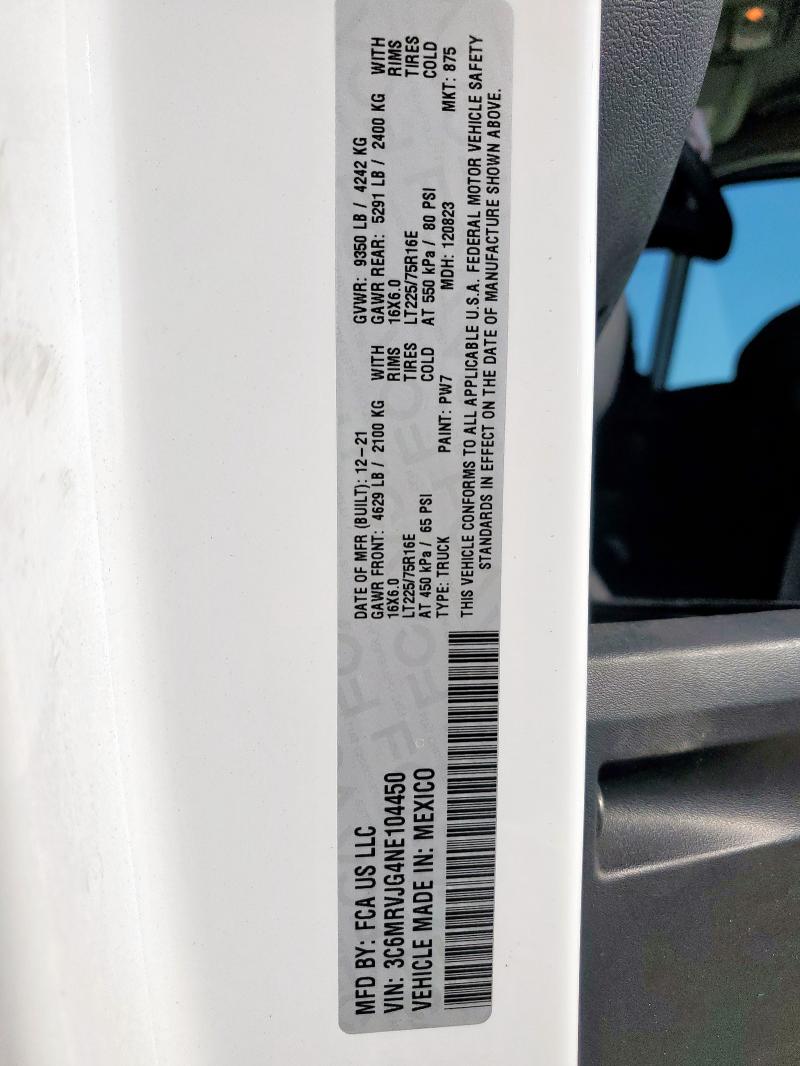 MFD BY: FCA US LLC
VIN: 3C6MRVJG4NE104450
VEHICLE MADE IN: MEXICO
DATE OF MFR (BUILT): 12-21 GVWR: 9350 LB / 4242 KG
GAWR FRONT: 4629 LB / 2100 KG WITH GAWR REAR: 5291 LB / 2400 KG WITH
16X6.0 RIMS 16X6.0 RIMS
LT225/75R16E TIRES LT225/75R16E TIRES
AT 450 kPa / 65 PSI COLD AT 550 kPa / 80 PSI COLD
TYPE: TRUCK PAINT: PW7 MDH: 120823 MKT: 875
THIS VEHICLE CONFORMS TO ALL APPLICABLE U.S.A. FEDERAL MOTOR VEHICLE SAFETY
STANDARDS IN EFFECT ON THE DATE OF MANUFACTURE SHOWN ABOVE.